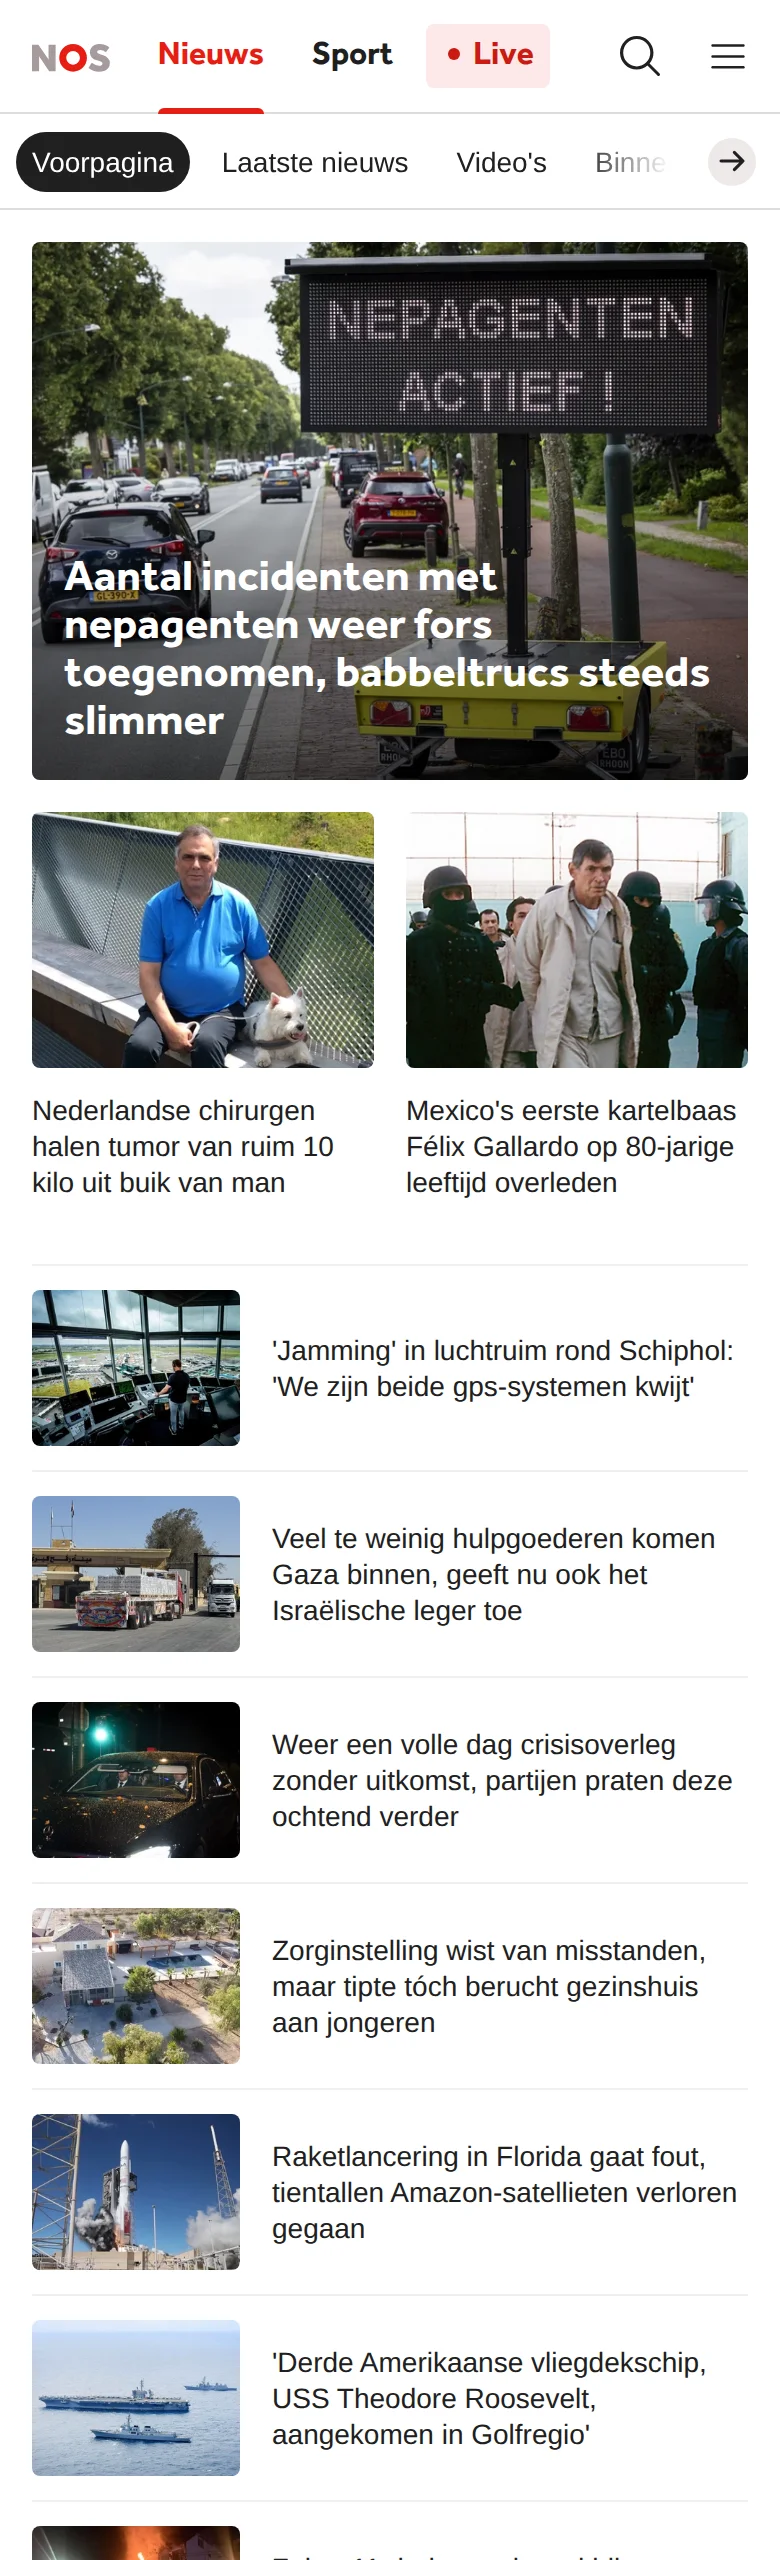 NOS
Nieuws
Sport
Live
Voorpagina
Laatste nieuws
Video's
Binne
NEPAGENTEN
ACTIEF !
GL-390-X
Aantal incidenten met
nepagenten weer fors
toegenomen, babbeltrucs steeds
slimmer
EBO
RHOON
Nederlandse chirurgen
halen tumor van ruim 10
kilo uit buik van man
Mexico's eerste kartelbaas
Félix Gallardo op 80-jarige
leeftijd overleden
'Jamming' in luchtruim rond Schiphol:
'We zijn beide gps-systemen kwijt'
Veel te weinig hulpgoederen komen
Gaza binnen, geeft nu ook het
Israëlische leger toe
Weer een volle dag crisisoverleg
zonder uitkomst, partijen praten deze
ochtend verder
Zorginstelling wist van misstanden,
maar tipte tóch berucht gezinshuis
aan jongeren
Raketlancering in Florida gaat fout,
tientallen Amazon-satellieten verloren
gegaan
'Derde Amerikaanse vliegdekschip,
USS Theodore Roosevelt,
aangekomen in Golfregio'